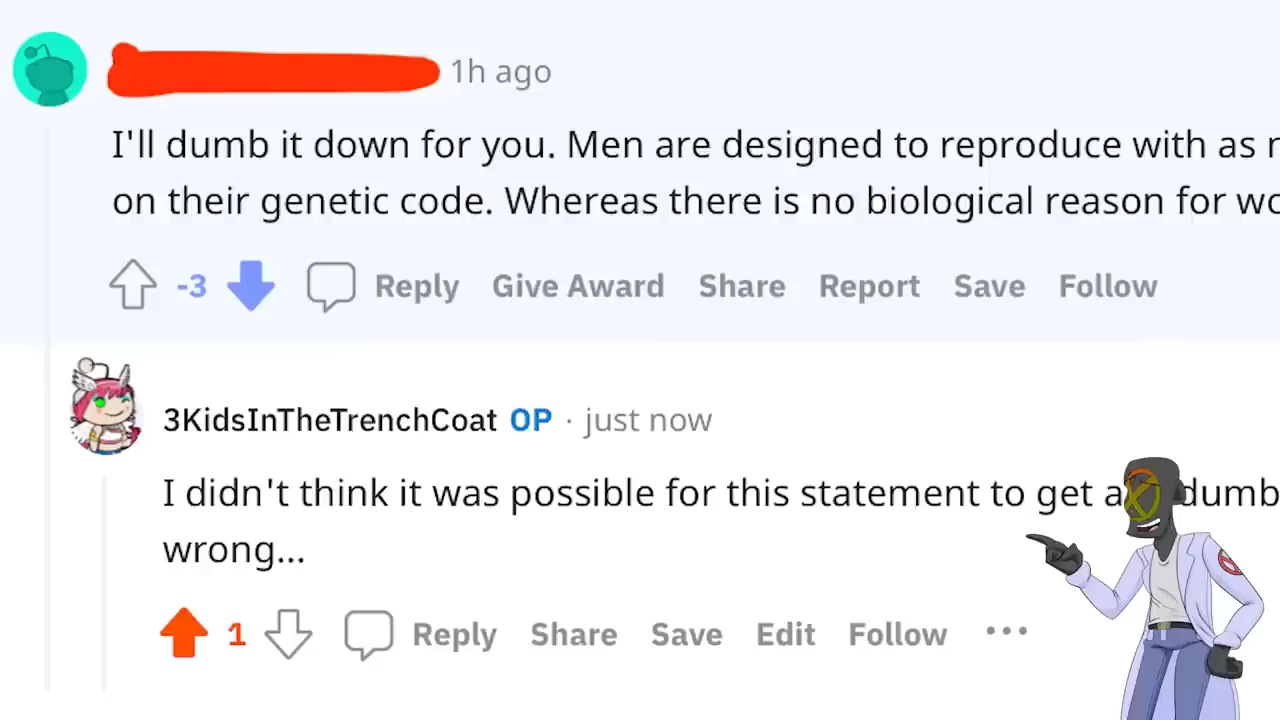 1h ago
I'll dumb it down for you. Men are designed to reproduce with as
on their genetic code. Whereas there is no biological reason for
-3 Reply Give Award Share Report Save Follow
3KidsInTheTrenchCoat OP · just now
I didn't think it was possible for this statement to get dumb
wrong...
1 Reply Share Save Edit Follow ...